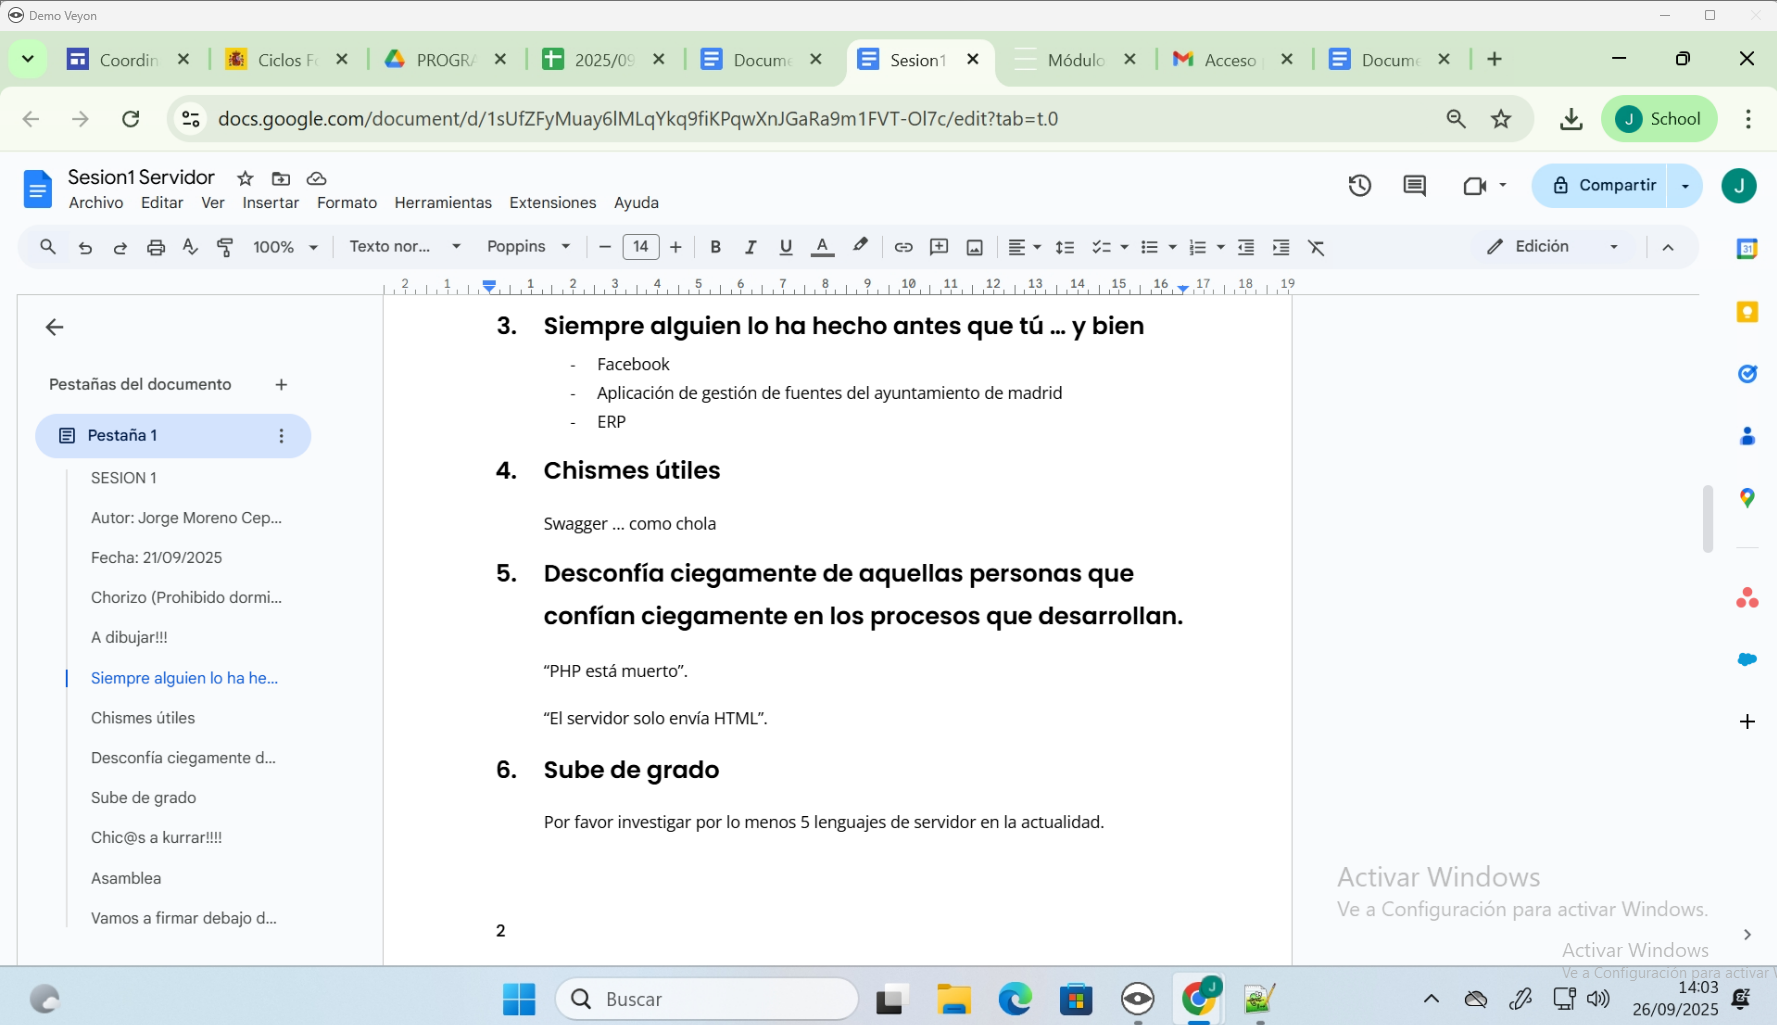 Demo Veyon
Coordin
Ciclos Fo
PROGRA
2025/09
Docume
Sesion1
Módulo
Acceso
Docume
docs.google.com/document/d/1sUfZFyMuay6lMLqYkq9fiKPqwXnJGaRa9m1FVT-Ol7c/edit?tab=t.0
J School
Sesion1 Servidor
Archivo Editar Ver Insertar Formato Herramientas Extensiones Ayuda
Compartir
J
100% Texto nor... Poppins 14 B I U A Edición
31
2 1 1 2 3 4 5 6 7 8 9 10 11 12 13 14 15 16 17 18 19
Pestañas del documento
Pestaña 1
SESION 1
Autor: Jorge Moreno Cep...
Fecha: 21/09/2025
Chorizo (Prohibido dormi...
A dibujar!!!
Siempre alguien lo ha he...
Chismes útiles
Desconfía ciegamente d...
Sube de grado
Chic@s a kurrar!!!!
Asamblea
Vamos a firmar debajo d...
3. Siempre alguien lo ha hecho antes que tú ... y bien
- Facebook
- Aplicación de gestión de fuentes del ayuntamiento de madrid
- ERP
4. Chismes útiles
Swagger ... como chola
5. Desconfía ciegamente de aquellas personas que
confían ciegamente en los procesos que desarrollan.
“PHP está muerto”.
“El servidor solo envía HTML”.
6. Sube de grado
Por favor investigar por lo menos 5 lenguajes de servidor en la actualidad.
2
Activar Windows
Ve a Configuración para activar Windows.
Activar Windows
Ve a Configuración para activar
Buscar
J
14:03
26/09/2025